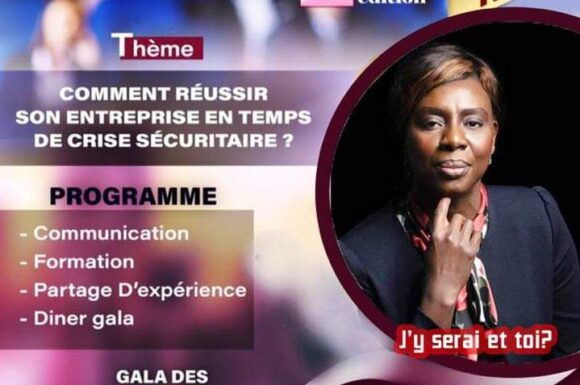 édition
Thème
COMMENT RÉUSSIR
SON ENTREPRISE EN TEMPS
DE CRISE SÉCURITAIRE ?
PROGRAMME
- Communication
- Formation
- Partage D'expérience
- Diner gala
J'y serai et toi?
GALA DES